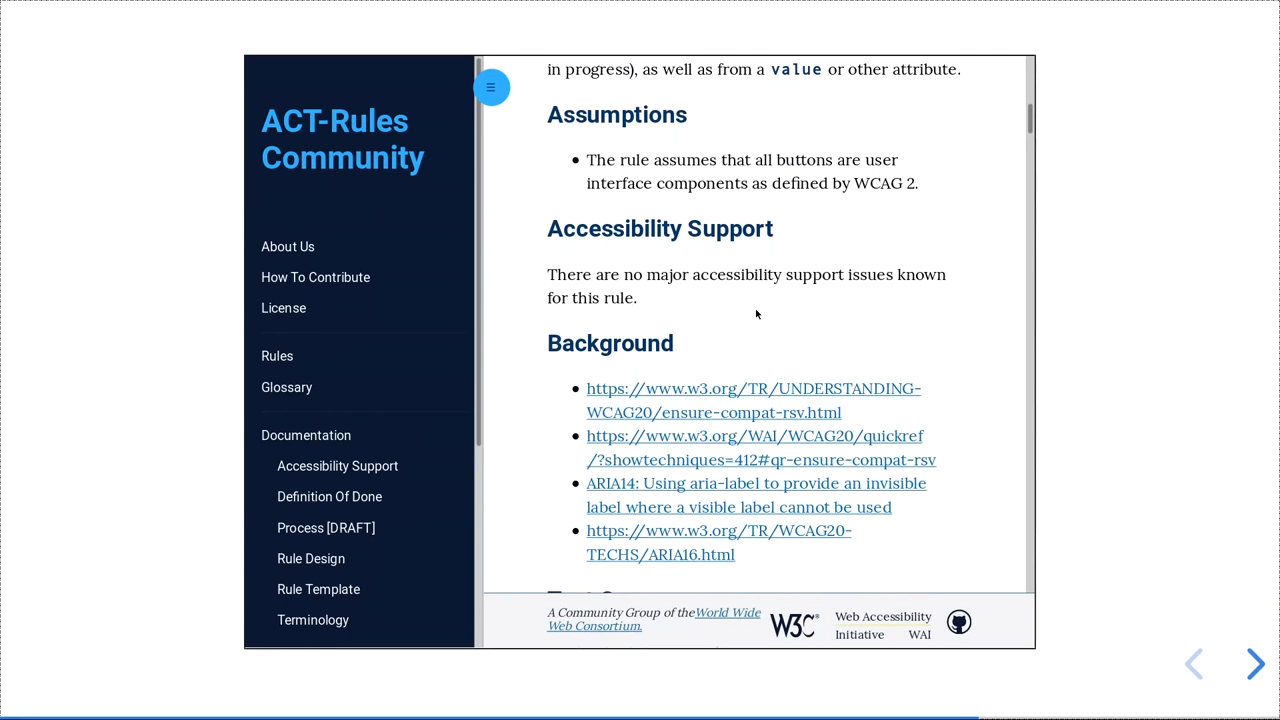 ACT-Rules
Community
About Us
How To Contribute
License
Rules
Glossary
Documentation
Accessibility Support
Definition Of Done
Process [DRAFT]
Rule Design
Rule Template
Terminology
☰
in progress), as well as from a value or other attribute.
Assumptions
• The rule assumes that all buttons are user
interface components as defined by WCAG 2.
Accessibility Support
There are no major accessibility support issues known
for this rule.
Background
• https://www.w3.org/TR/UNDERSTANDING-
WCAG20/ensure-compat-rsv.html
• https://www.w3.org/WAI/WCAG20/quickref
/?showtechniques=412#qr-ensure-compat-rsv
• ARIA14: Using aria-label to provide an invisible
label where a visible label cannot be used
• https://www.w3.org/TR/WCAG20-
TECHS/ARIA16.html
A Community Group of theWorld Wide
Web Consortium.
W3C®
Web Accessibility
Initiative WAI